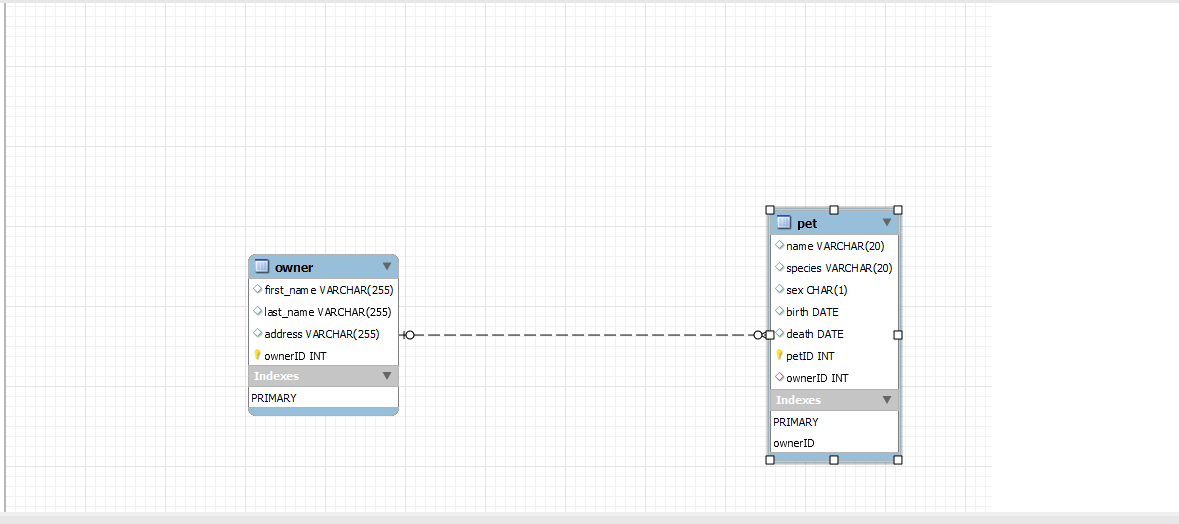 owner
first_name VARCHAR(255)
last_name VARCHAR(255)
address VARCHAR(255)
ownerID INT
Indexes
PRIMARY
pet
name VARCHAR(20)
species VARCHAR(20)
sex CHAR(1)
birth DATE
death DATE
petID INT
ownerID INT
Indexes
PRIMARY
ownerID